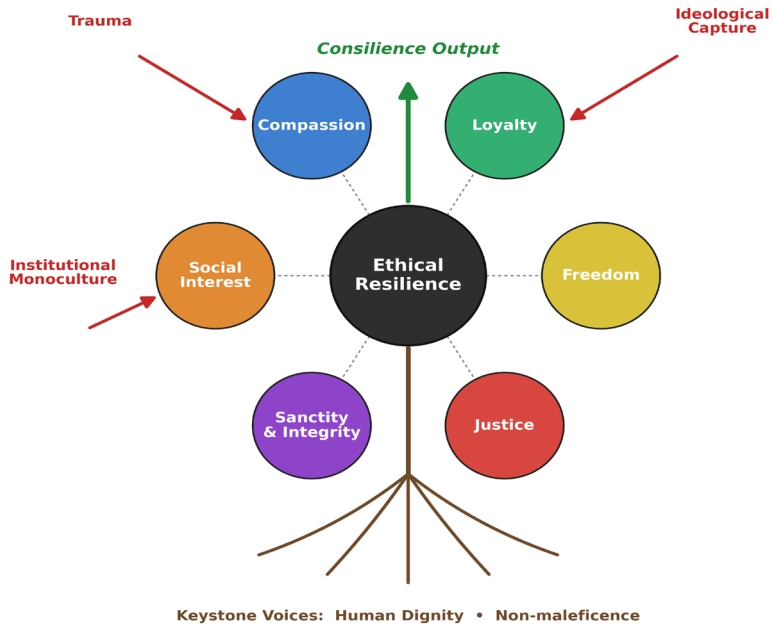 Trauma
Ideological
Capture
Consilience Output
Compassion
Loyalty
Institutional
Monoculture
Social
Interest
Ethical
Resilience
Freedom
Sanctity
& Integrity
Justice
Keystone Voices:  Human Dignity  •  Non-maleficence